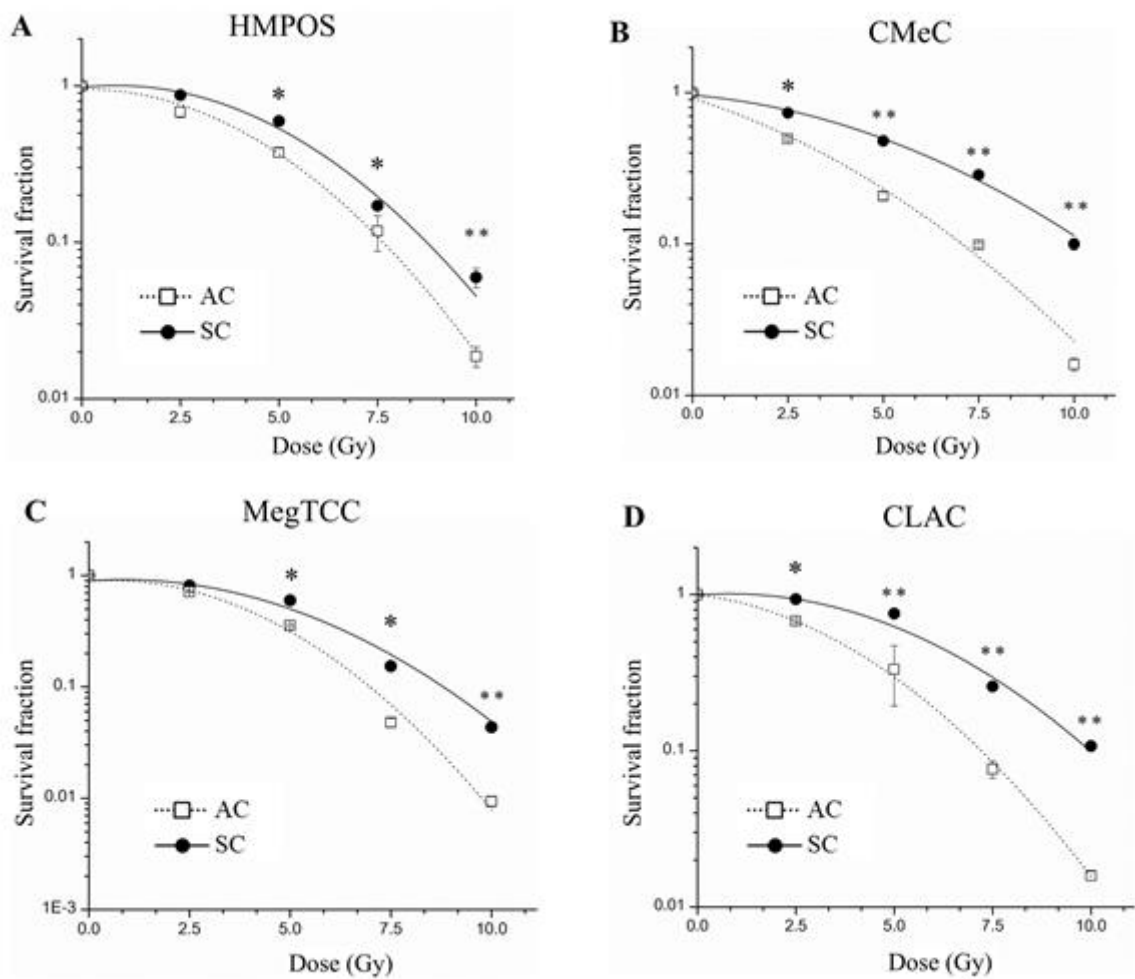 A
HMPOS
*
*
**
1
0.1
0.01
Survival fraction
AC
SC
0.0 2.5 5.0 7.5 10.0
Dose (Gy)
B
CMeC
*
**
**
**
1
0.1
0.01
Survival fraction
AC
SC
0.0 2.5 5.0 7.5 10.0
Dose (Gy)
C
MegTCC
*
*
**
1
0.1
0.01
1E-3
Survival fraction
AC
SC
0.0 2.5 5.0 7.5 10.0
Dose (Gy)
D
CLAC
*
**
**
**
1
0.1
0.01
Survival fraction
AC
SC
0.0 2.5 5.0 7.5 10.0
Dose (Gy)